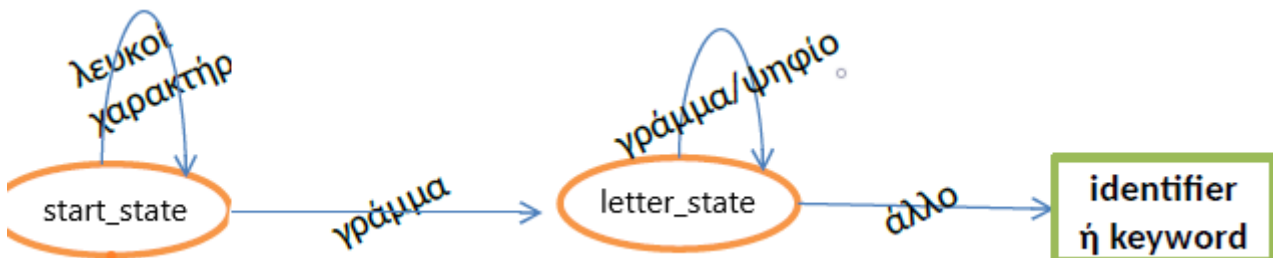 λευκοί
χαρακτήρ
start_state
γράμμα
γράμμα/ψηφίο
letter_state
άλλο
identifier
ή keyword